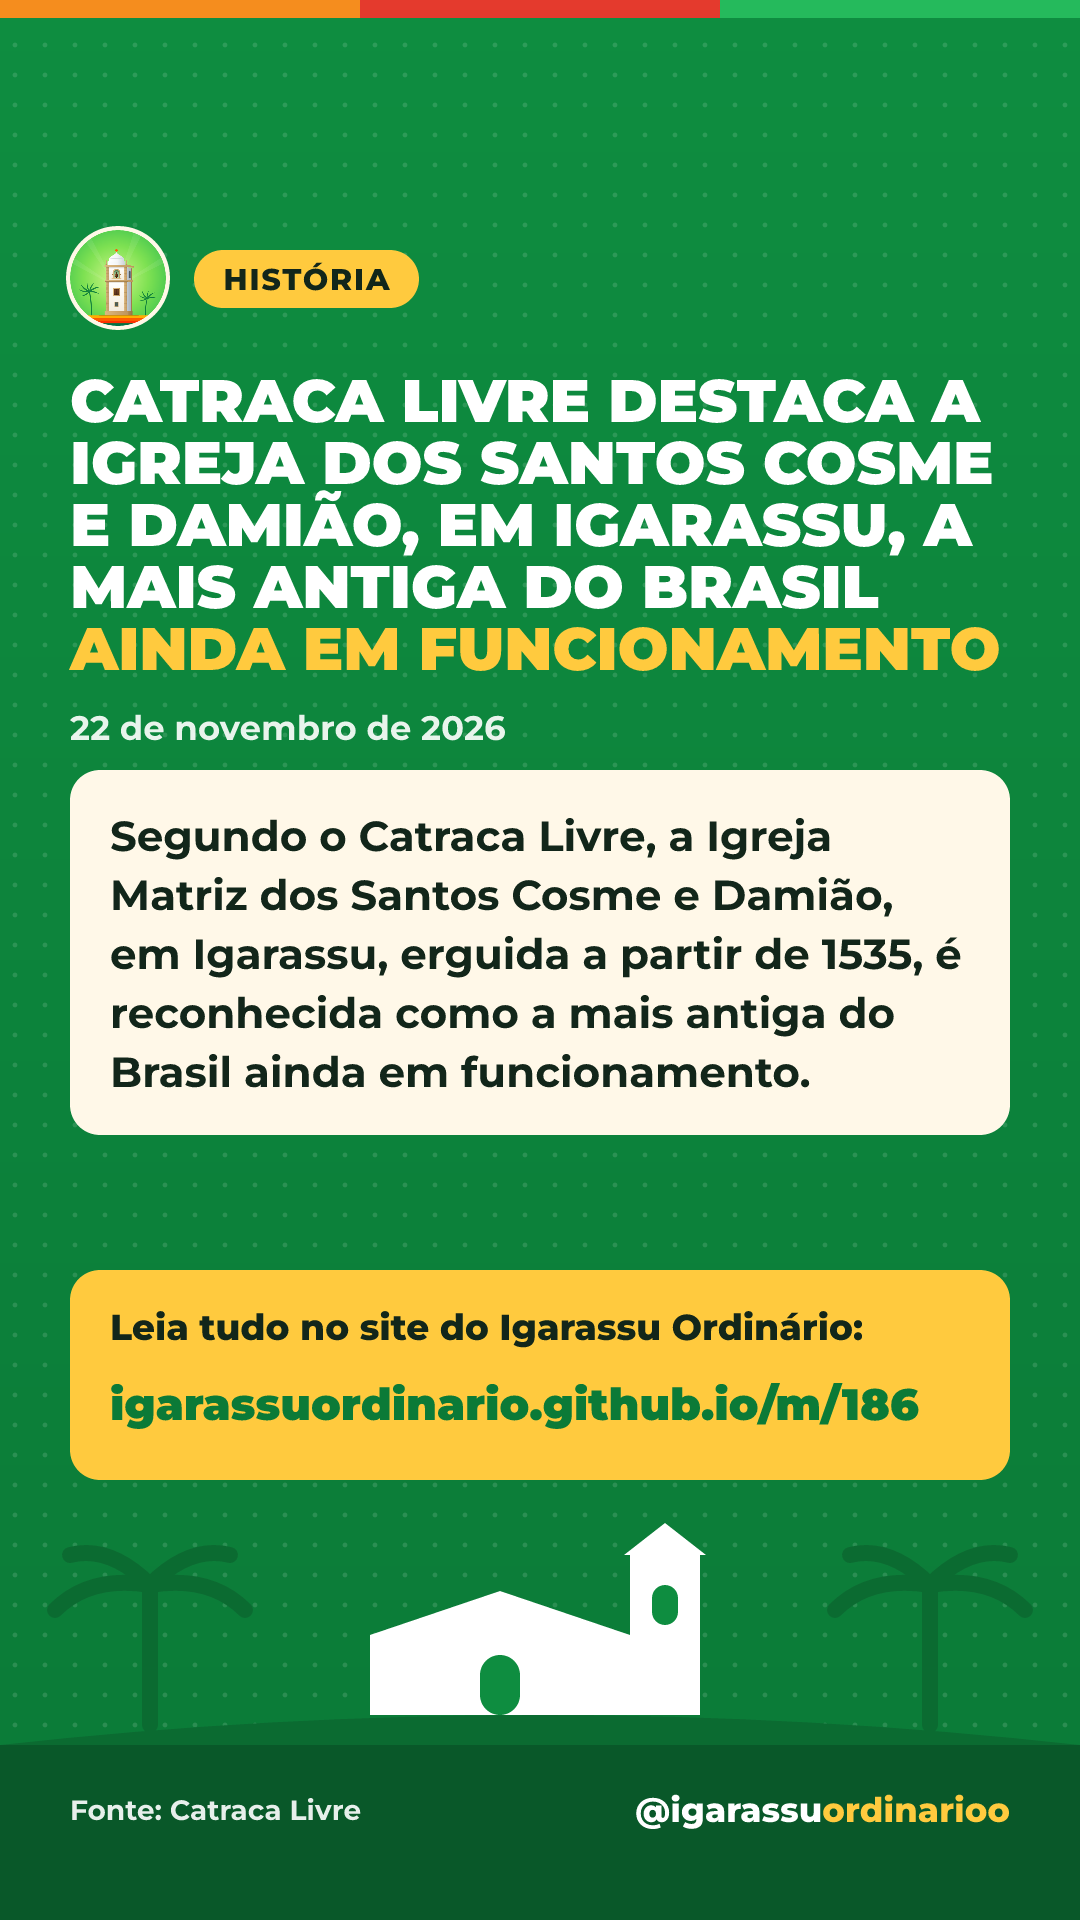 HISTÓRIA
CATRACA LIVRE DESTACA A
IGREJA DOS SANTOS COSME
E DAMIÃO, EM IGARASSU, A
MAIS ANTIGA DO BRASIL
AINDA EM FUNCIONAMENTO
22 de novembro de 2026
Segundo o Catraca Livre, a Igreja
Matriz dos Santos Cosme e Damião,
em Igarassu, erguida a partir de 1535, é
reconhecida como a mais antiga do
Brasil ainda em funcionamento.
Leia tudo no site do Igarassu Ordinário:
igarassuordinario.github.io/m/186
Fonte: Catraca Livre
@igarassuordinarioo